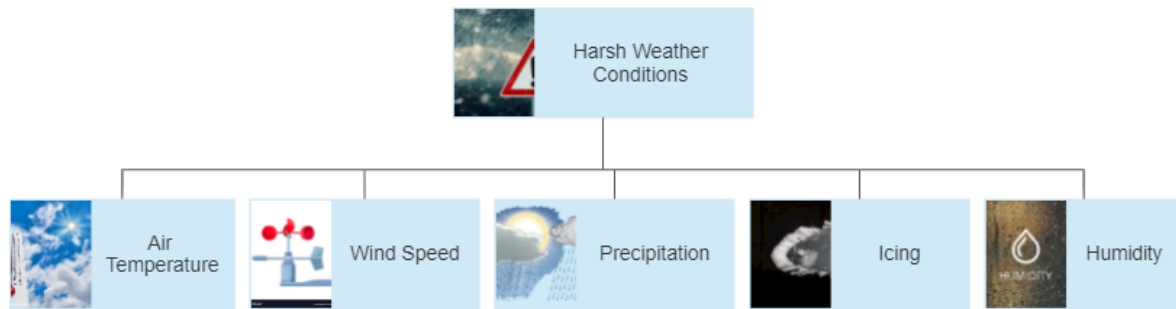 Harsh Weather
Conditions
Air
Temperature
Wind Speed
Precipitation
Icing
HUMIDITY
Humidity